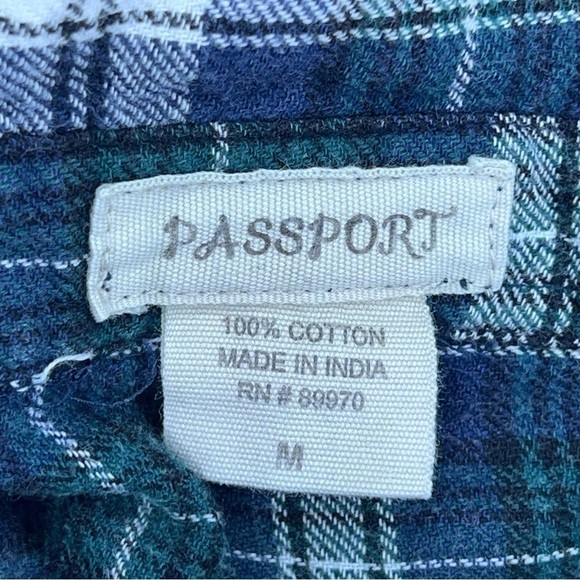 PASSPORT
100% COTTON
MADE IN INDIA
RN # 89970
M